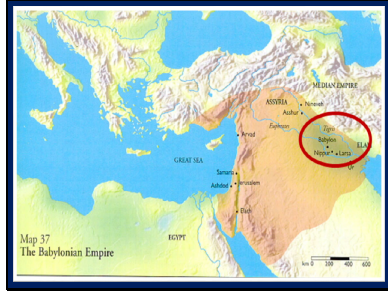 MEDIAN EMPIRE
ASSYRIA
Nineveh
Asshur
Euphrates
Tigris
Arvad
Babylon
ELAM
Nippur
Larsa
GREAT SEA
Ur
Samaria
Ashdod
Jerusalem
Elath
Map 37
EGYPT
The Babylonian Empire
km 0 200 400 600